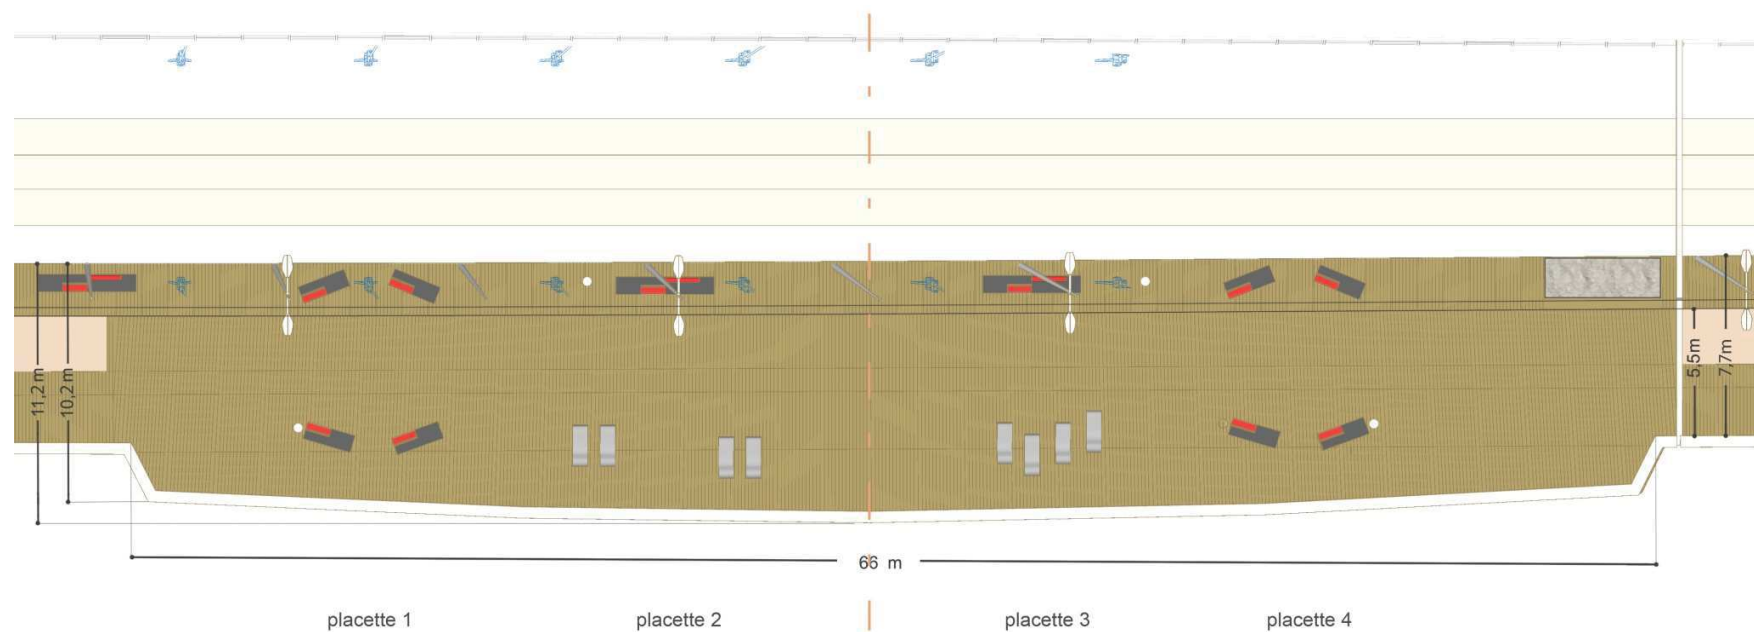 11,2 m
10,2 m
5,5m
7,7m
66 m
placette 1
placette 2
placette 3
placette 4